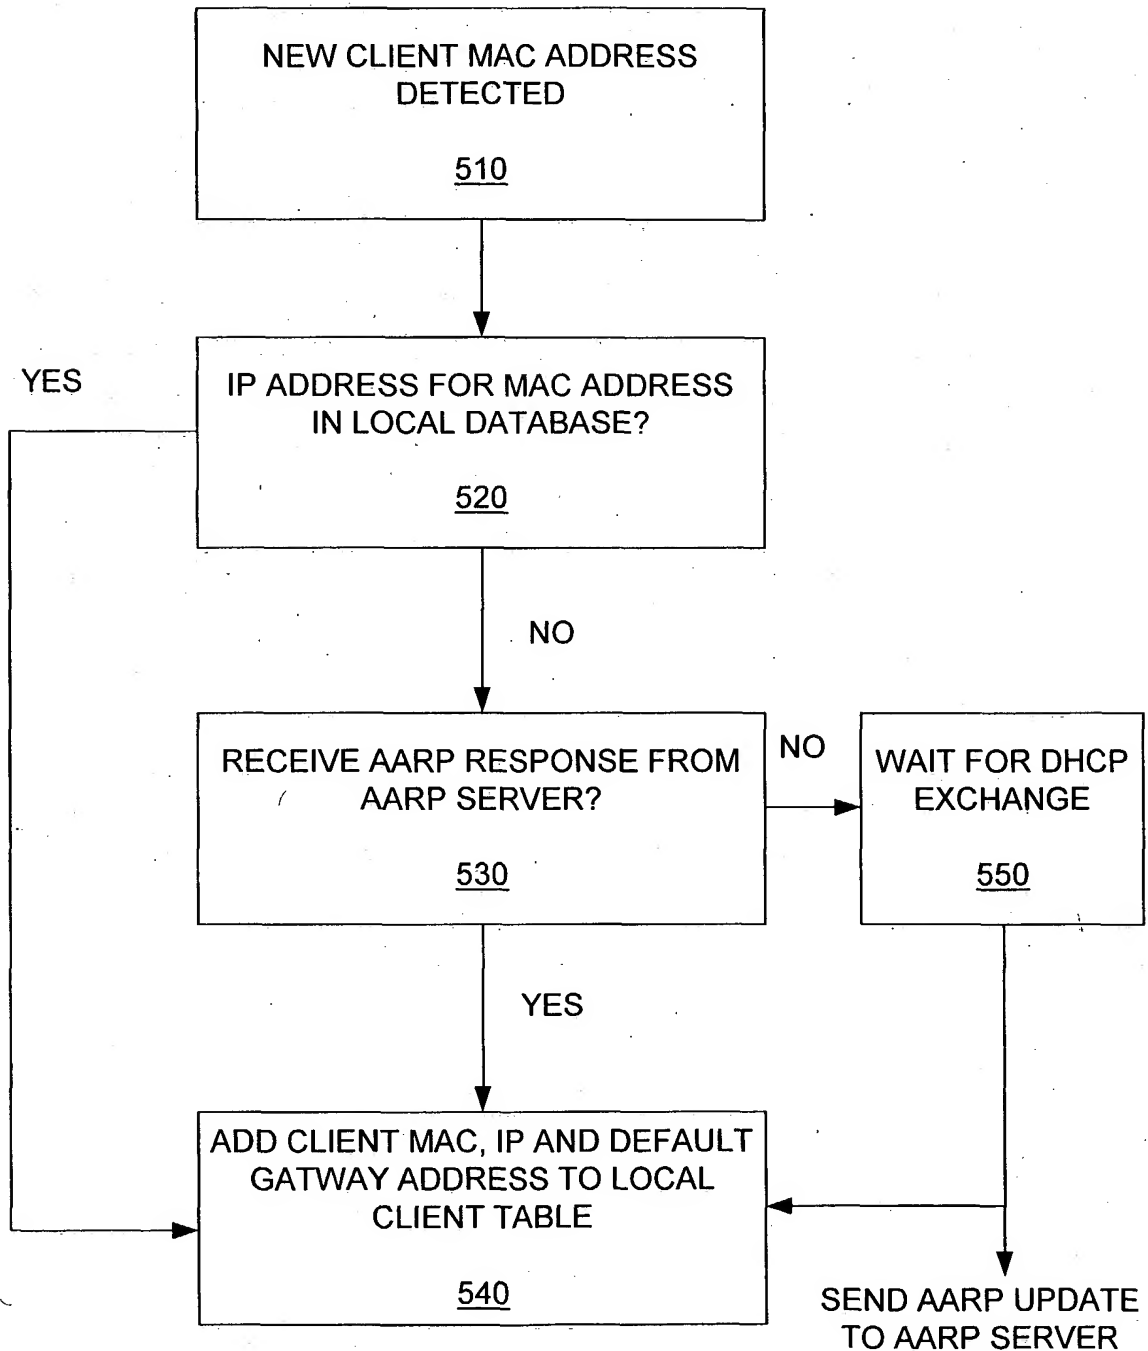 NEW CLIENT MAC ADDRESS
DETECTED
510
YES
IP ADDRESS FOR MAC ADDRESS
IN LOCAL DATABASE?
520
NO
RECEIVE AARP RESPONSE FROM
AARP SERVER?
530
NO
WAIT FOR DHCP
EXCHANGE
550
YES
ADD CLIENT MAC, IP AND DEFAULT
GATWAY ADDRESS TO LOCAL
CLIENT TABLE
540
SEND AARP UPDATE
TO AARP SERVER